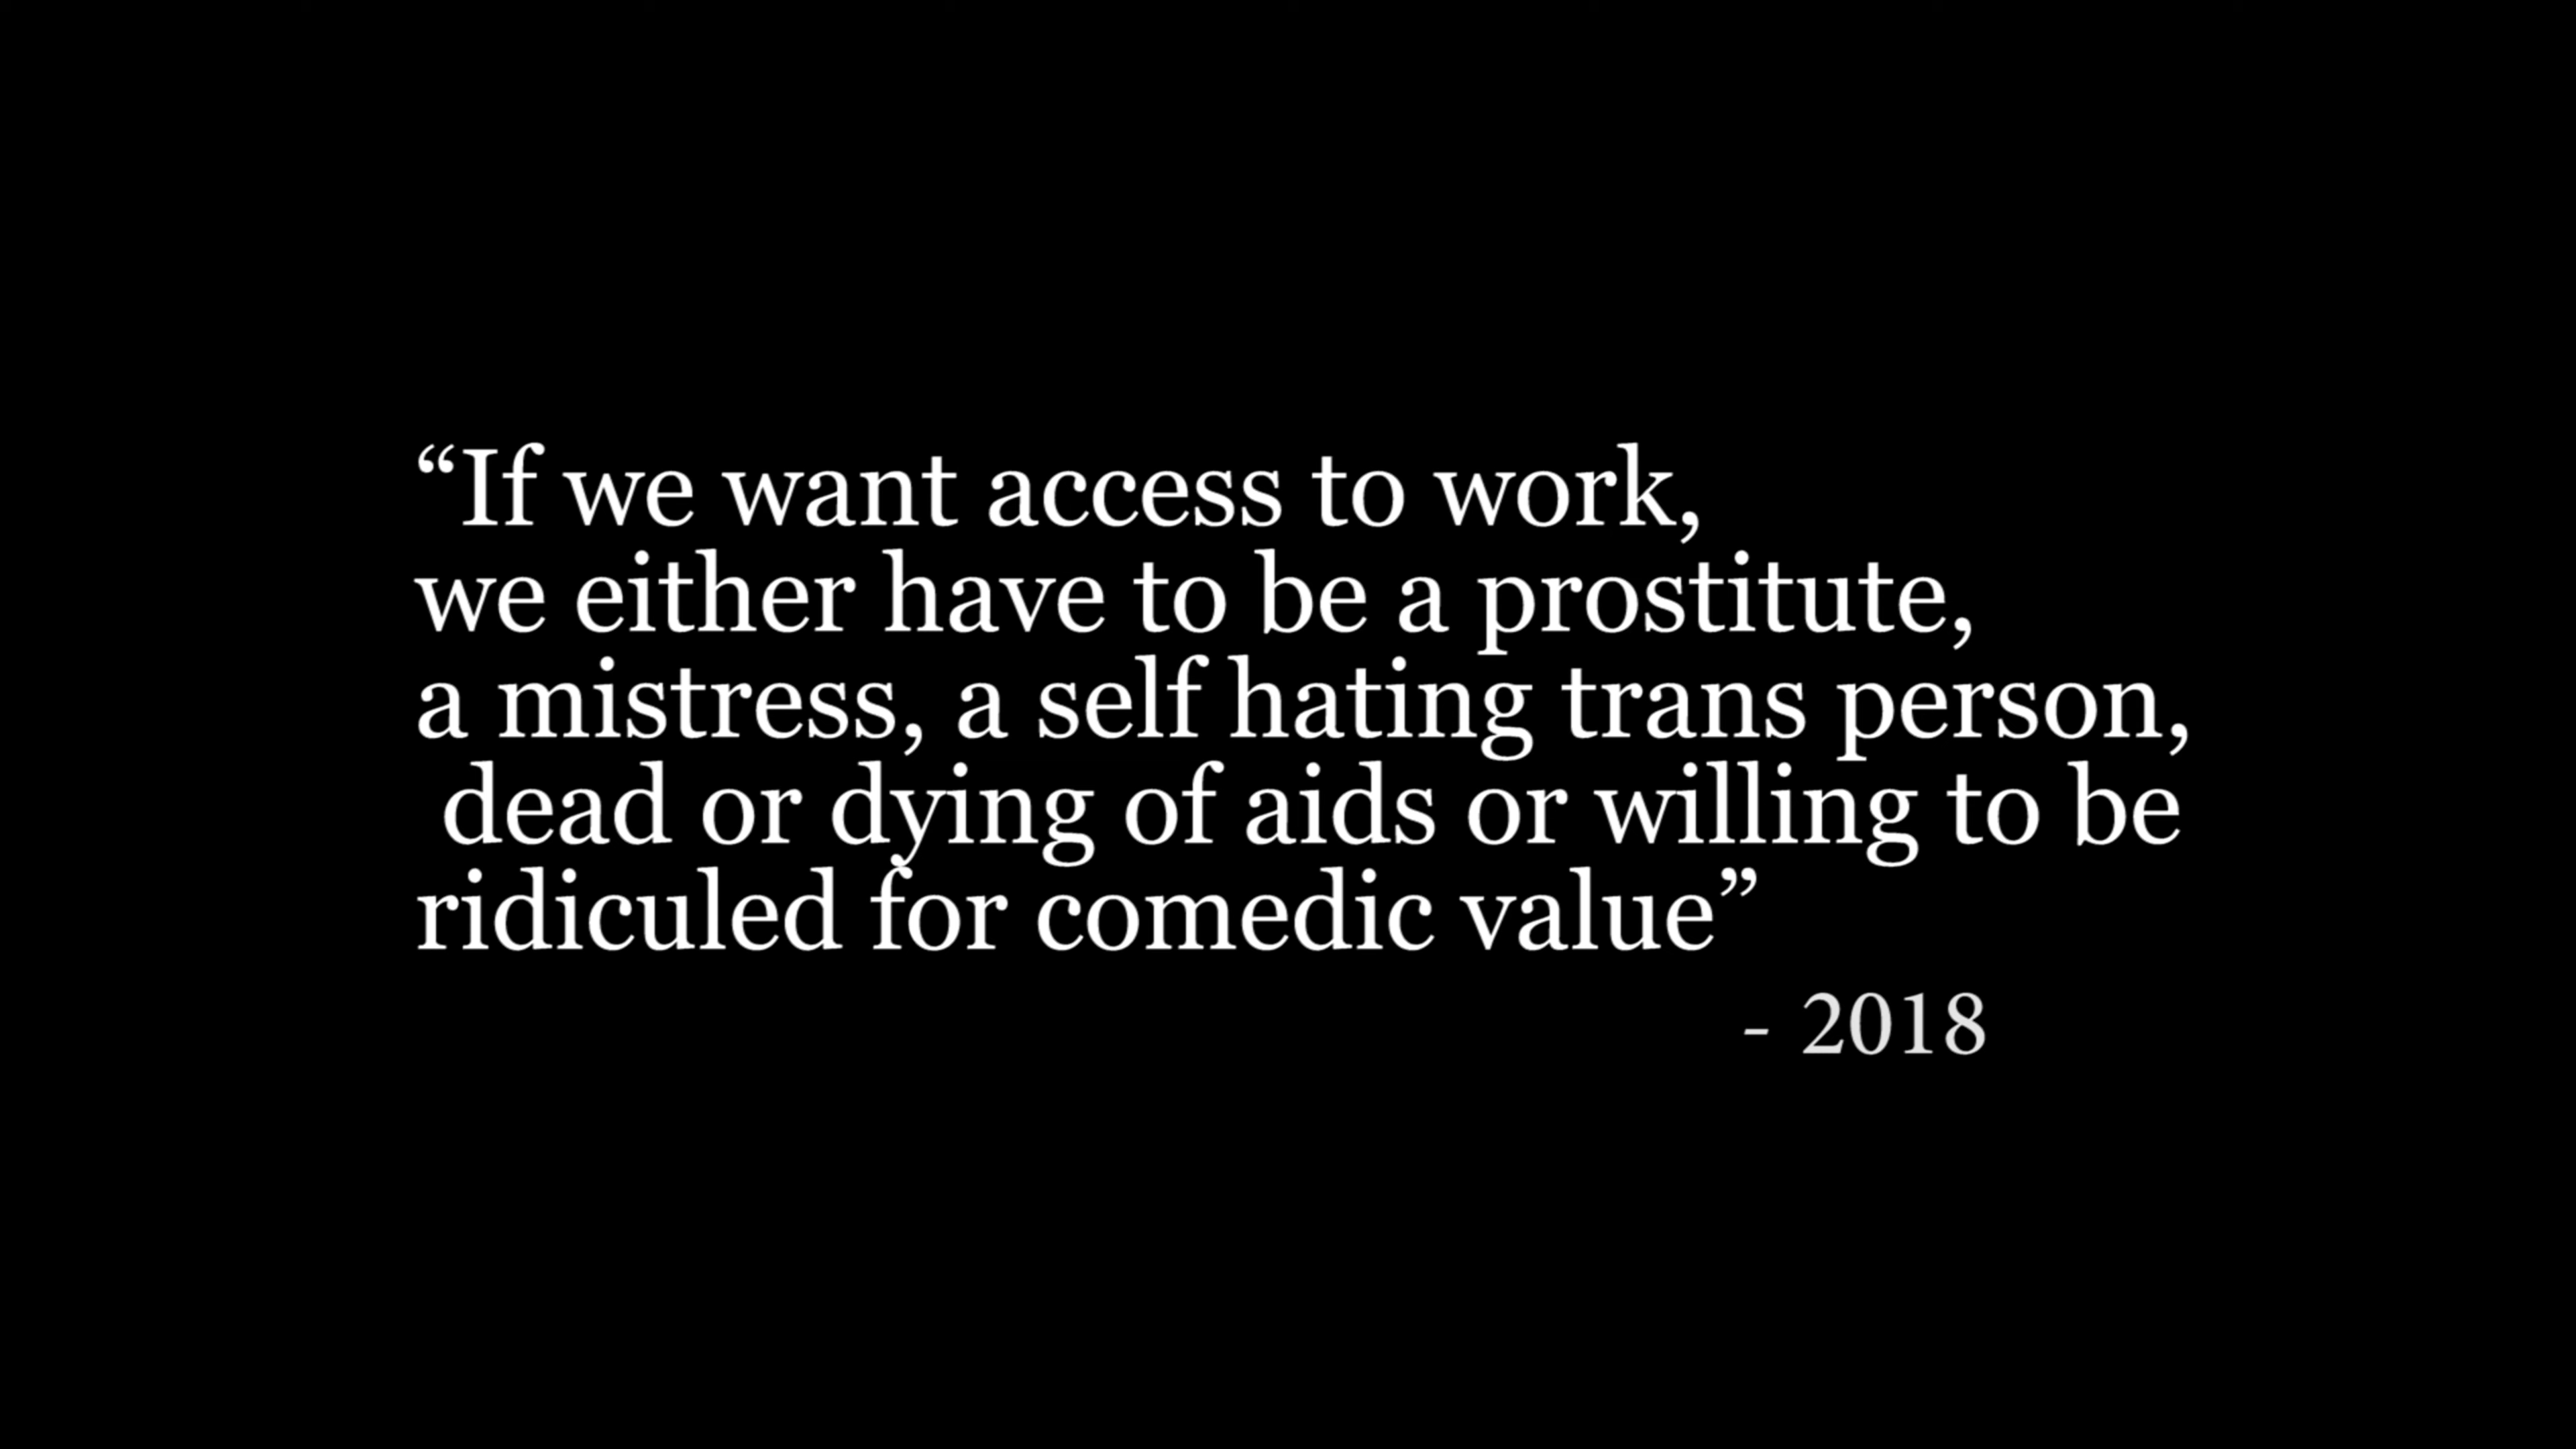 “If we want access to work,
we either have to be a prostitute,
a mistress, a self hating trans person,
dead or dying of aids or willing to be
ridiculed for comedic value”
- 2018